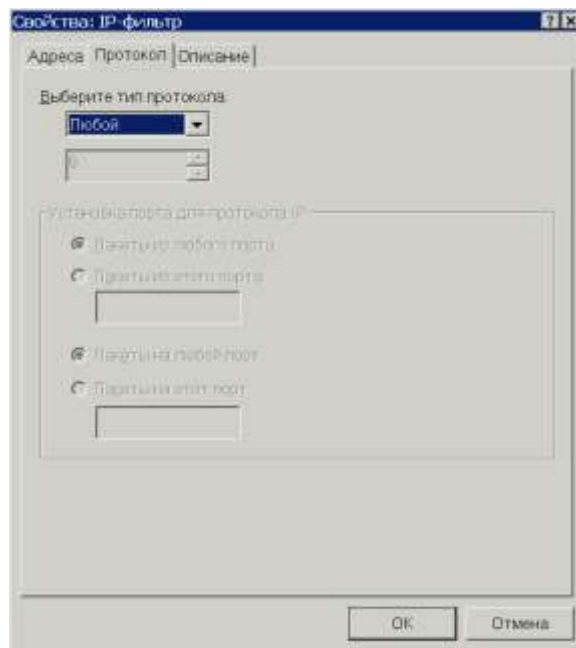 Свойства: IP-фильтр
Адреса Протокол Описание
Выберите тип протокола:
Любой
0
Установка порта для протокола IP
Пакеты из любого порта
Пакеты из этого порта:
Пакеты на любой порт
Пакеты на этот порт:
OK Отмена